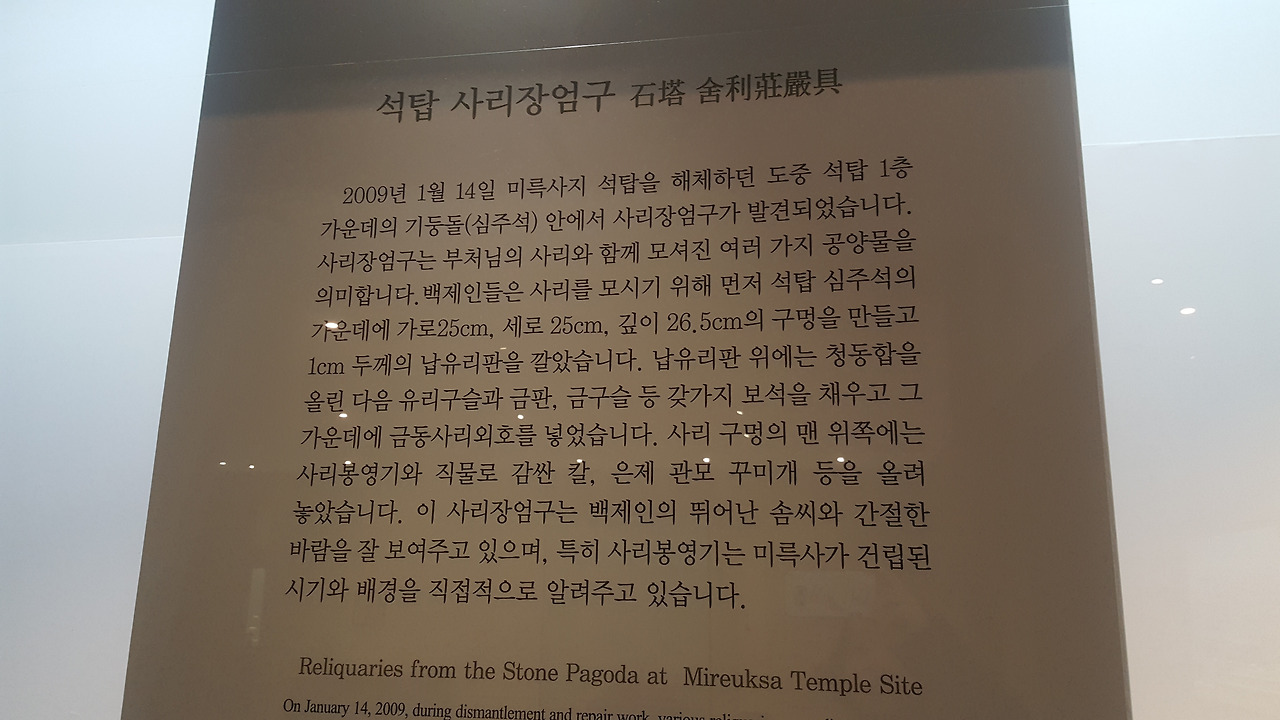 석탑 사리장엄구 石塔 舍利莊嚴具
2009년 1월 14일 미륵사지 석탑을 해체하던 도중 석탑 1층
가운데의 기둥돌(심주석) 안에서 사리장엄구가 발견되었습니다.
사리장엄구는 부처님의 사리와 함께 모셔진 여러 가지 공양물을
의미합니다. 백제인들은 사리를 모시기 위해 먼저 석탑 심주석의
가운데에 가로25cm, 세로 25cm, 깊이 26.5cm의 구멍을 만들고
1cm 두께의 납유리판을 깔았습니다. 납유리판 위에는 청동합을
올린 다음 유리구슬과 금판, 금구슬 등 갖가지 보석을 채우고 그
가운데에 금동사리외호를 넣었습니다. 사리 구멍의 맨 위쪽에는
사리봉영기와 직물로 감싼 칼, 은제 관모 꾸미개 등을 올려
놓았습니다. 이 사리장엄구는 백제인의 뛰어난 솜씨와 간절한
바람을 잘 보여주고 있으며, 특히 사리봉영기는 미륵사가 건립된
시기와 배경을 직접적으로 알려주고 있습니다.
Reliquaries from the Stone Pagoda at Mireuksa Temple Site
On January 14, 2009, during dismantlement and repair work, various